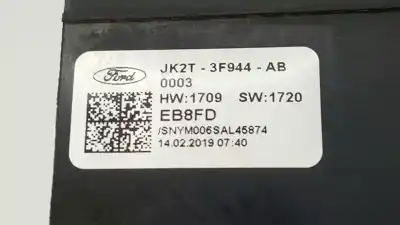 Ford
JK2T - 3F944 - AB
0003
HW:1709 SW:1720
EB8FD
/SNYM006SAL45874
14.02.2019 07:40